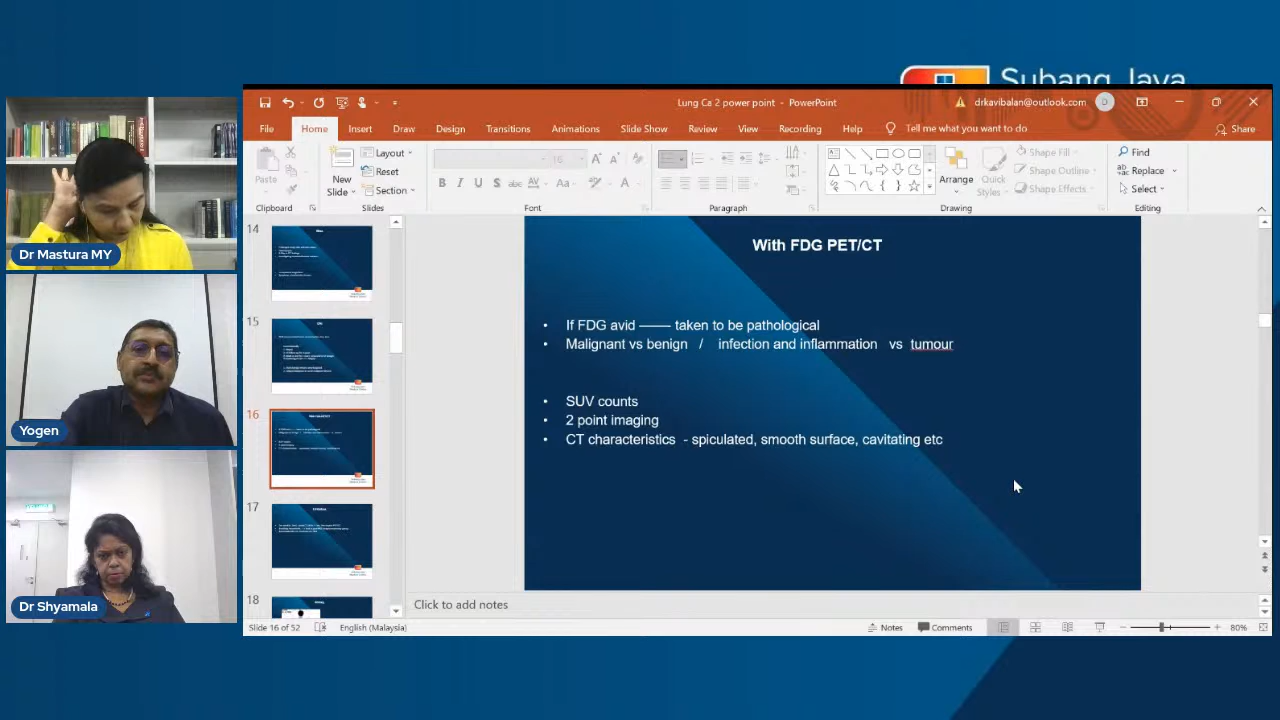 Subang Jaya
Lung Ca 2 power point - PowerPoint
drkavibalan@outlook.com
D
File Home Insert Draw Design Transitions Animations Slide Show Review View Recording Help Tell me what you want to do Share
Paste
Clipboard
New
Slide
Layout
Reset
Section
Slides
16
B I U S abc AV Aa A
Font
Paragraph
Arrange
Quick
Styles
Shape Fill
Shape Outline
Shape Effects
Drawing
Find
Replace
Select
Editing
Dr Mastura MY
Yogen
Dr Shyamala
14
15
16
17
18
With FDG PET/CT
• If FDG avid —— taken to be pathological
• Malignant vs benign / infection and inflammation vs tumour
• SUV counts
• 2 point imaging
• CT characteristics - spiculated, smooth surface, cavitating etc
Click to add notes
Slide 16 of 52 English (Malaysia) Notes Comments 80%